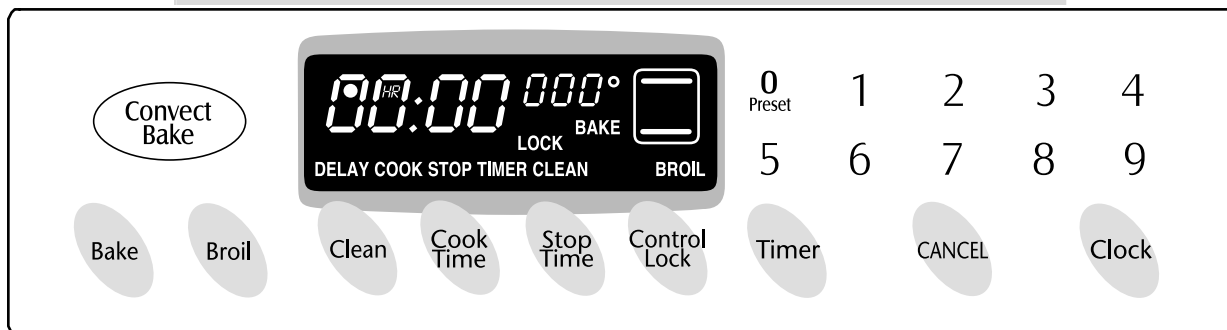 Convect
Bake
00:00
HR
000°
BAKE
LOCK
DELAY COOK STOP TIMER CLEAN
BROIL
0 1 2 3 4
Preset
5 6 7 8 9
Bake
Broil
Clean
Cook
Time
Stop
Time
Control
Lock
Timer
CANCEL
Clock